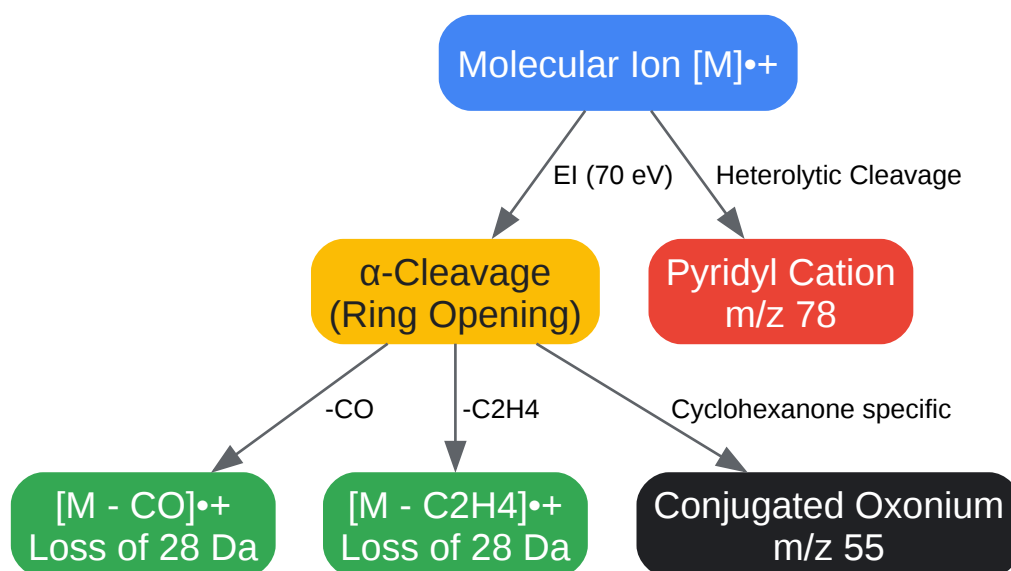 Molecular Ion [M]•+
EI (70 eV)
Heterolytic Cleavage
α-Cleavage
(Ring Opening)
Pyridyl Cation
m/z 78
-CO
-C2H4
Cyclohexanone specific
[M - CO]•+
Loss of 28 Da
[M - C2H4]•+
Loss of 28 Da
Conjugated Oxonium
m/z 55